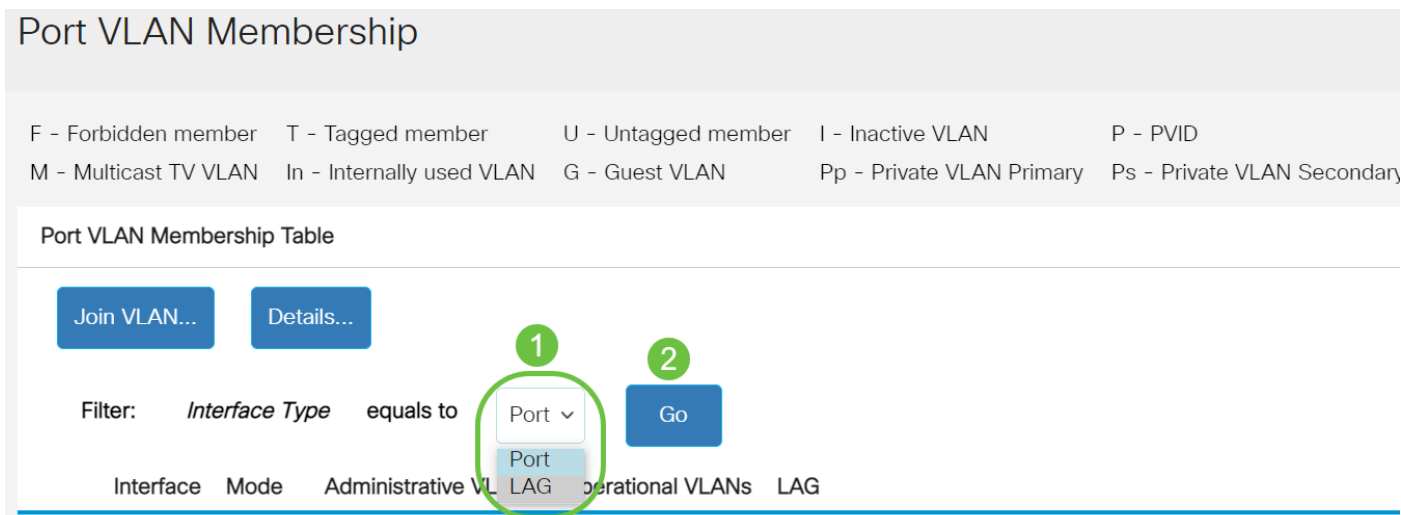 Port VLAN Membership
F - Forbidden member T - Tagged member U - Untagged member I - Inactive VLAN P - PVID
M - Multicast TV VLAN In - Internally used VLAN G - Guest VLAN Pp - Private VLAN Primary Ps - Private VLAN Secondary
Port VLAN Membership Table
Join VLAN... Details...
1 2
Filter: Interface Type equals to Port Go
Port
LAG
Interface Mode Administrative VL perational VLANs LAG